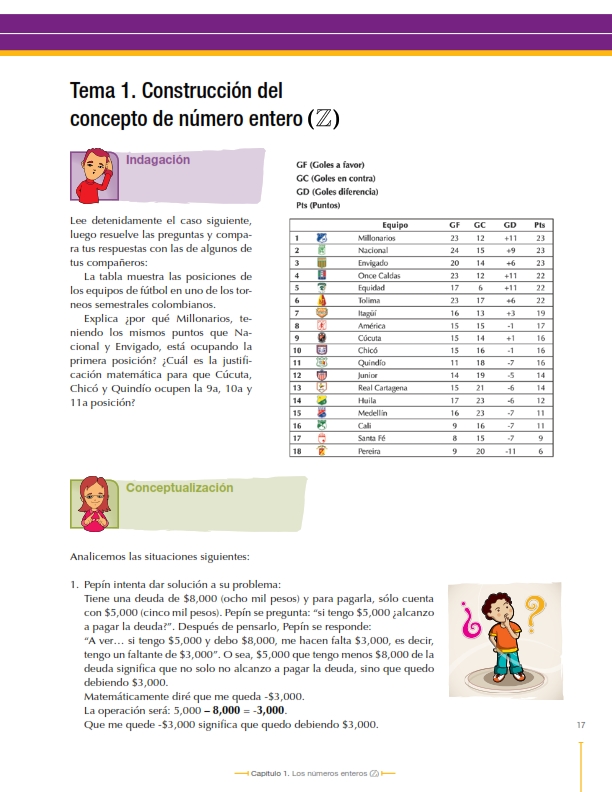 Tema 1. Construcción del
concepto de número entero (ℤ)
Indagación
Lee detenidamente el caso siguiente,
luego resuelve las preguntas y compa-
ra tus respuestas con las de algunos de
tus compañeros:
La tabla muestra las posiciones de
los equipos de fútbol en uno de los tor-
neos semestrales colombianos.
Explica ¿por qué Millonarios, te-
niendo los mismos puntos que Na-
cional y Envigado, está ocupando la
primera posición? ¿Cuál es la justifi-
cación matemática para que Cúcuta,
Chicó y Quindío ocupen la 9a, 10a y
11a posición?
GF (Goles a favor)
GC (Goles en contra)
GD (Goles diferencia)
Pts (Puntos)
Equipo GF GC GD Pts
1 Millonarios 23 12 +11 23
2 Nacional 24 15 +9 23
3 Envigado 20 14 +6 23
4 Once Caldas 23 12 +11 22
5 Equidad 17 6 +11 22
6 Tolima 23 17 +6 22
7 Itagüí 16 13 +3 19
8 América 15 15 -1 17
9 Cúcuta 15 14 +1 16
10 Chicó 15 16 -1 16
11 Quindío 11 18 -7 16
12 Junior 14 19 -5 14
13 Real Cartagena 15 21 -6 14
14 Huila 17 23 -6 12
15 Medellín 16 23 -7 11
16 Cali 9 16 -7 11
17 Santa Fé 8 15 -7 9
18 Pereira 9 20 -11 6
Conceptualización
Analicemos las situaciones siguientes:
1. Pepín intenta dar solución a su problema:
Tiene una deuda de $8,000 (ocho mil pesos) y para pagarla, sólo cuenta
con $5,000 (cinco mil pesos). Pepín se pregunta: “si tengo $5,000 ¿alcanzo
a pagar la deuda?”. Después de pensarlo, Pepín se responde:
“A ver… si tengo $5,000 y debo $8,000, me hacen falta $3,000, es decir,
tengo un faltante de $3,000”. O sea, $5,000 que tengo menos $8,000 de la
deuda significa que no solo no alcanzo a pagar la deuda, sino que quedo
debiendo $3,000.
Matemáticamente diré que me queda -$3,000.
La operación será: 5,000 – 8,000 = -3,000.
Que me quede -$3,000 significa que quedo debiendo $3,000.
¿?
17
Capítulo 1. Los números enteros (ℤ)